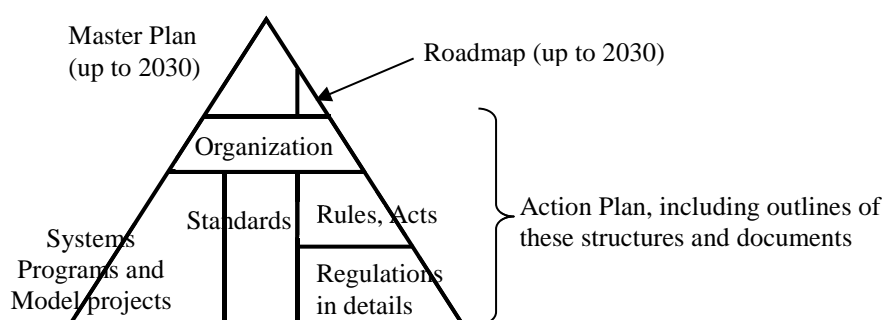 Master Plan
(up to 2030)
Roadmap (up to 2030)
Organization
Standards
Rules, Acts
Systems
Programs and
Model projects
Regulations
in details
Action Plan, including outlines of
these structures and documents